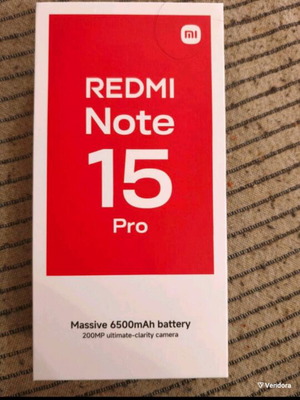 mi
REDMI
Note
15
Pro
Massive 6500mAh battery
200MP ultimate-clarity camera
Vendora